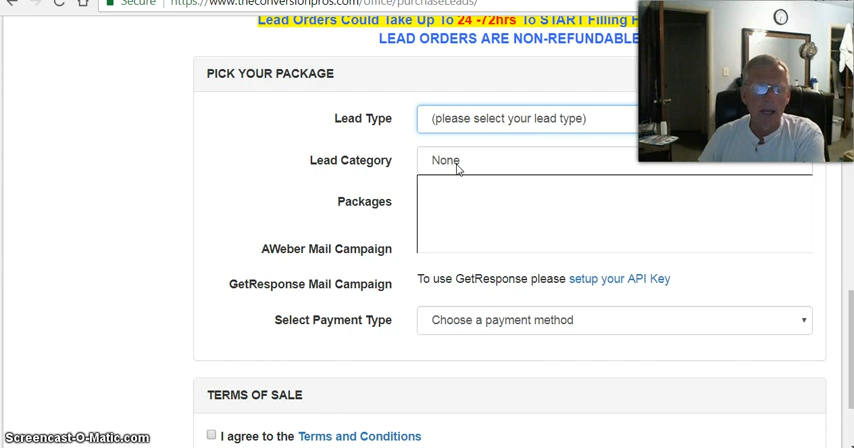 Secure https://www.theconversionpros.com/office/purchaseLeads/
Lead Orders Could Take Up To 24 -72hrs To START Filling
LEAD ORDERS ARE NON-REFUNDABLE
PICK YOUR PACKAGE
Lead Type (please select your lead type)
Lead Category None
Packages
AWeber Mail Campaign
GetResponse Mail Campaign To use GetResponse please setup your API Key
Select Payment Type Choose a payment method
TERMS OF SALE
I agree to the Terms and Conditions
Screencast-O-Matic.com